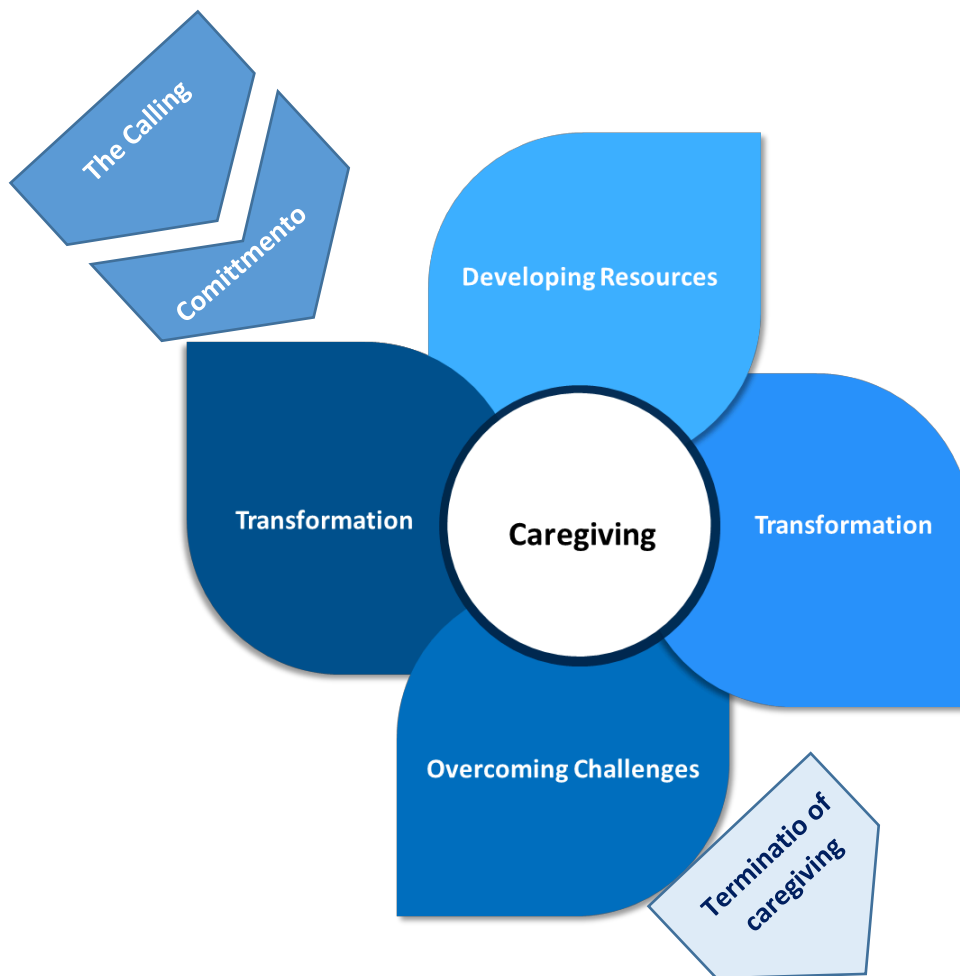 The Calling
Comittmento
Developing Resources
Transformation
Caregiving
Transformation
Overcoming Challenges
Terminatio of
caregiving